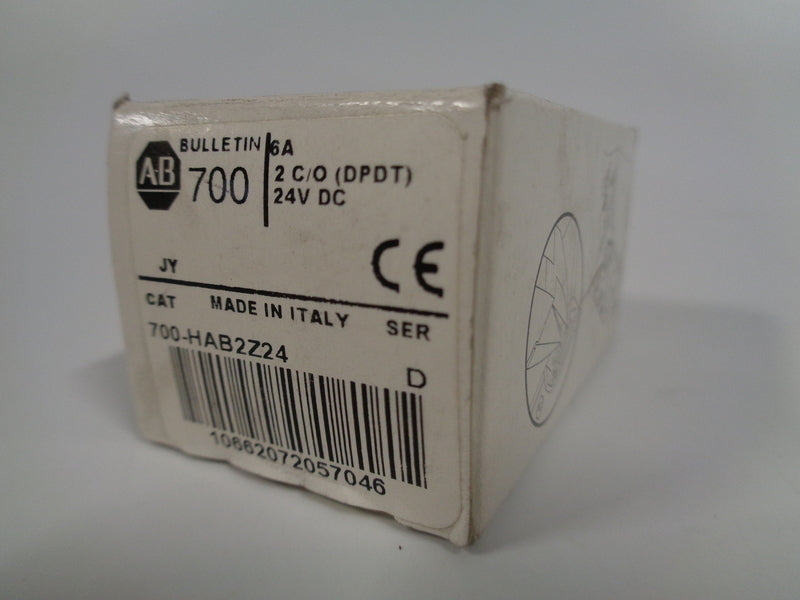 AB
BULLETIN
700
6A
2 C/O (DPDT)
24V DC
JY
CE
CAT MADE IN ITALY SER
700-HAB2Z24
D
10662072057046